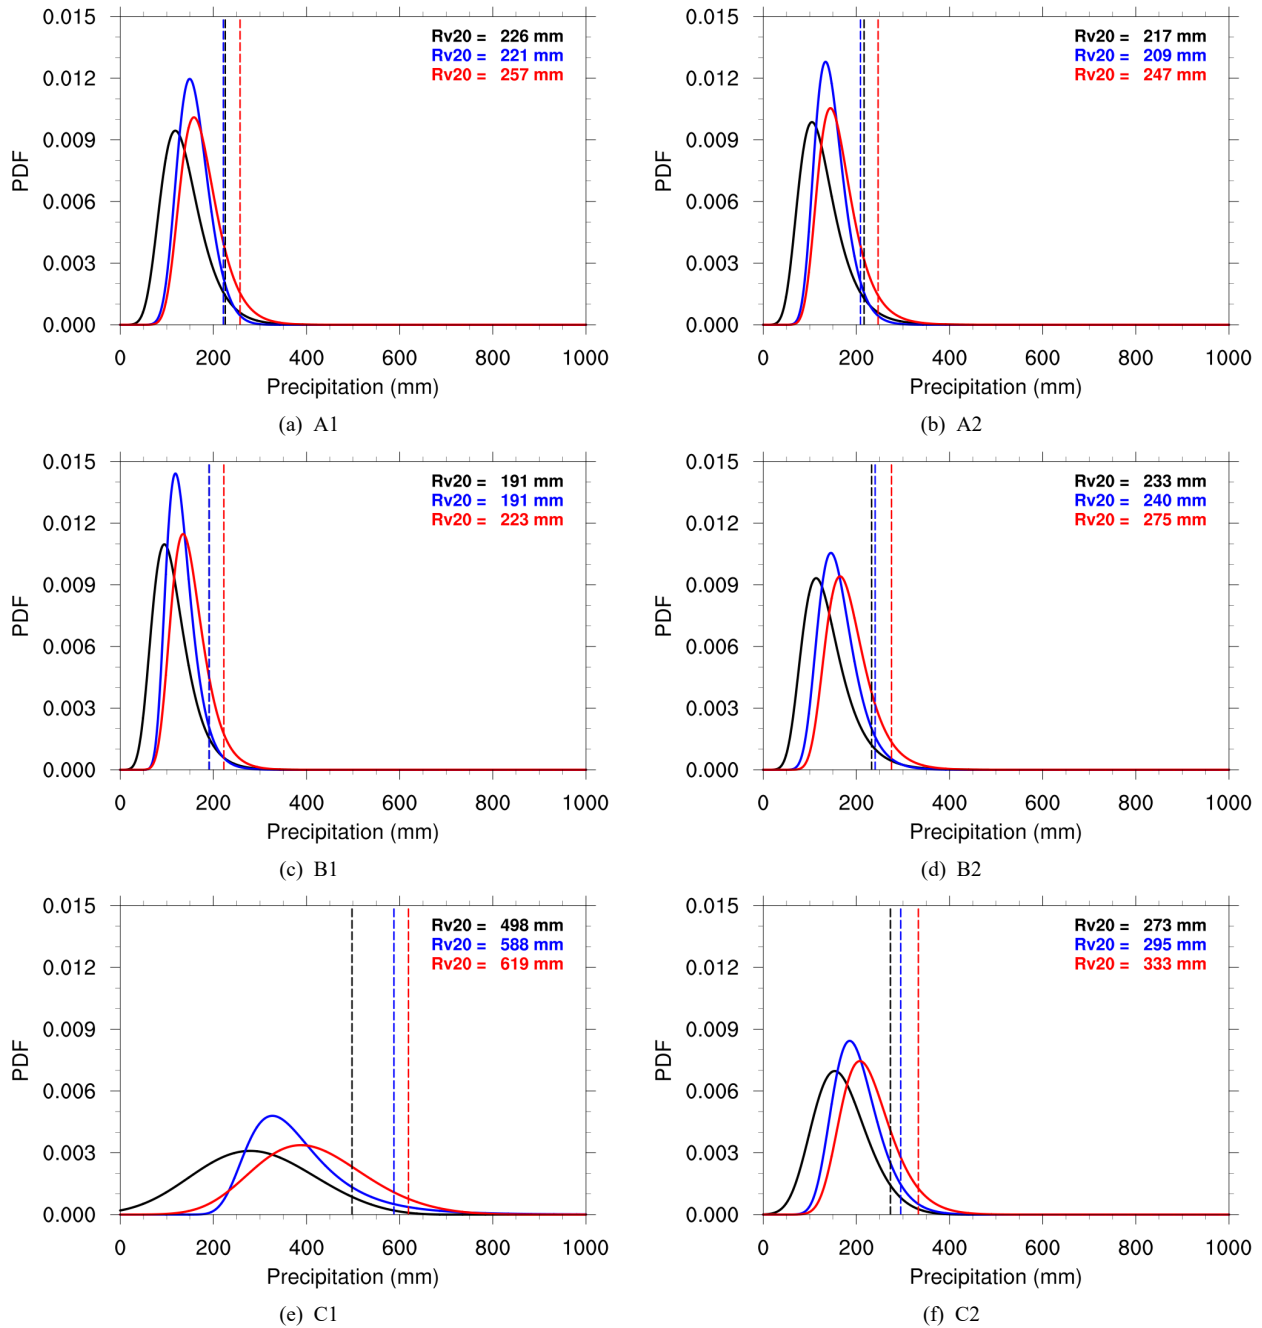 0.015
0.012
0.009
0.006
0.003
0.000
PDF
Rv20 = 226 mm
Rv20 = 221 mm
Rv20 = 257 mm
0 200 400 600 800 1000
Precipitation (mm)
(a) A1
0.015
0.012
0.009
0.006
0.003
0.000
PDF
Rv20 = 217 mm
Rv20 = 209 mm
Rv20 = 247 mm
0 200 400 600 800 1000
Precipitation (mm)
(b) A2
0.015
0.012
0.009
0.006
0.003
0.000
PDF
Rv20 = 191 mm
Rv20 = 191 mm
Rv20 = 223 mm
0 200 400 600 800 1000
Precipitation (mm)
(c) B1
0.015
0.012
0.009
0.006
0.003
0.000
PDF
Rv20 = 233 mm
Rv20 = 240 mm
Rv20 = 275 mm
0 200 400 600 800 1000
Precipitation (mm)
(d) B2
0.015
0.012
0.009
0.006
0.003
0.000
PDF
Rv20 = 498 mm
Rv20 = 588 mm
Rv20 = 619 mm
0 200 400 600 800 1000
Precipitation (mm)
(e) C1
0.015
0.012
0.009
0.006
0.003
0.000
PDF
Rv20 = 273 mm
Rv20 = 295 mm
Rv20 = 333 mm
0 200 400 600 800 1000
Precipitation (mm)
(f) C2